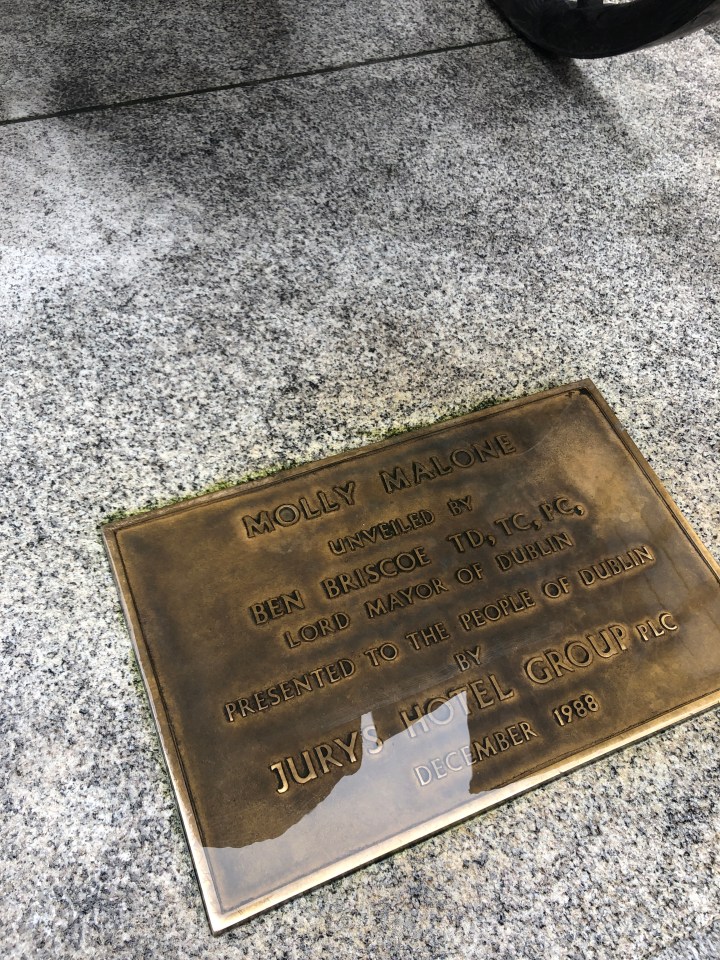 MOLLY MALONE
UNVEILED BY
BEN BRISCOE TD, TC, PC,
LORD MAYOR OF DUBLIN
PRESENTED TO THE PEOPLE OF DUBLIN
BY
JURYS HOTEL GROUP PLC
DECEMBER 1988